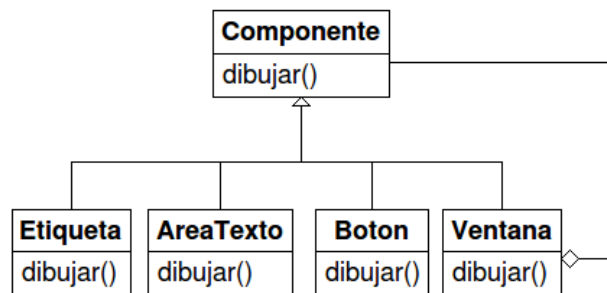 Componente
dibujar()
Etiqueta
dibujar()
AreaTexto
dibujar()
Boton
dibujar()
Ventana
dibujar()